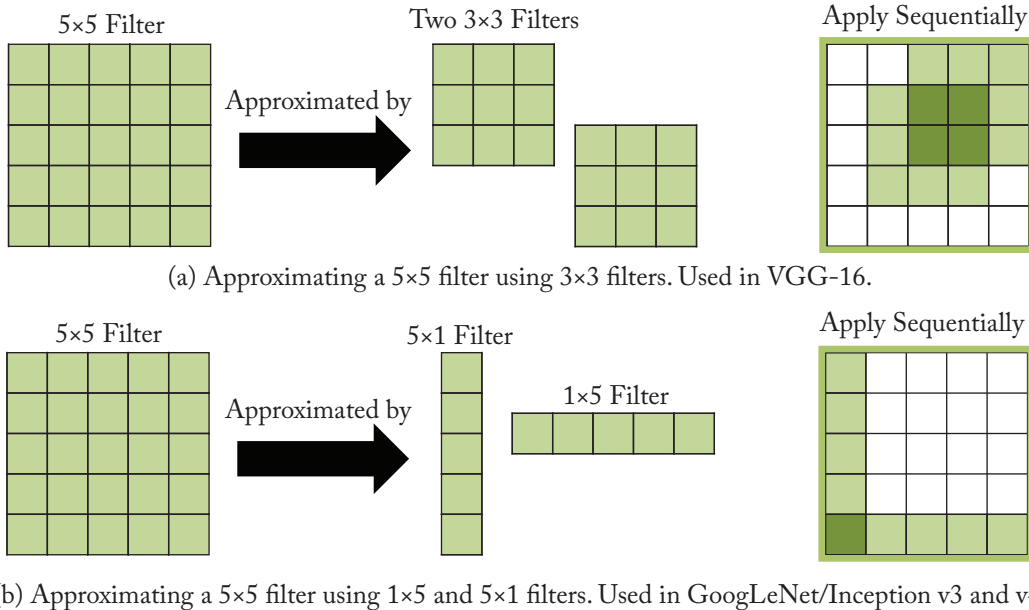 5×5 Filter
Two 3×3 Filters
Apply Sequentially
Approximated by
(a) Approximating a 5×5 filter using 3×3 filters. Used in VGG-16.
5×5 Filter
5×1 Filter
Apply Sequentially
1×5 Filter
Approximated by
b) Approximating a 5×5 filter using 1×5 and 5×1 filters. Used in GoogLeNet/Inception v3 and v